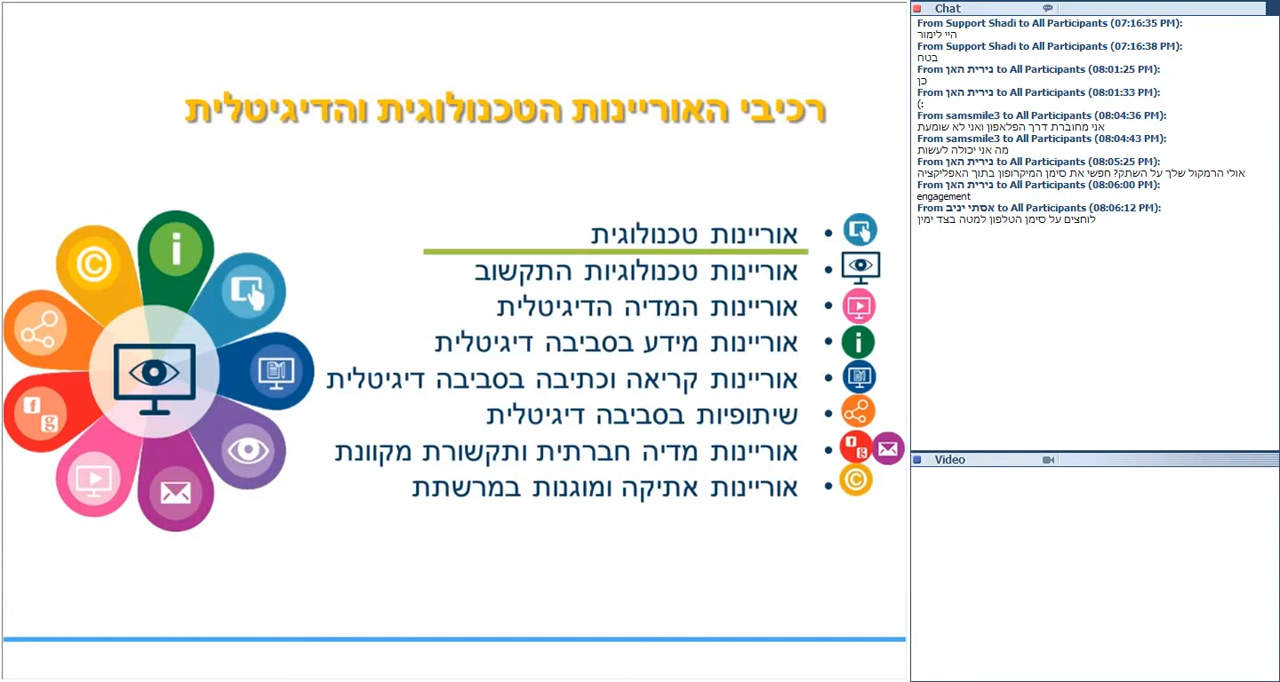 רכיבי האוריינות הטכנולוגית והדיגיטלית
אוריינות טכנולוגית
אוריינות טכנולוגיות התקשוב
אוריינות המדיה הדיגיטלית
אוריינות מידע בסביבה דיגיטלית
אוריינות קריאה וכתיבה בסביבה דיגיטלית
שיתופיות בסביבה דיגיטלית
אוריינות מדיה חברתית ותקשורת מקוונת
אוריינות אתיקה ומוגנות במרשתת
Chat
From Support Shadi to All Participants (07:16:35 PM):
היי לימור
From Support Shadi to All Participants (07:16:38 PM):
בטח
From נירית האן to All Participants (08:01:25 PM):
כן
From נירית האן to All Participants (08:01:33 PM):
:)
From samsmile3 to All Participants (08:04:36 PM):
אני מחוברת דרך הפלאפון ואני לא שומעת
From samsmile3 to All Participants (08:04:43 PM):
מה אני יכולה לעשות
From נירית האן to All Participants (08:05:25 PM):
אולי הרמקול שלך על השתק? חפשי את סימן המיקרופון בתוך האפליקציה
From נירית האן to All Participants (08:06:00 PM):
engagement
From אסתי יניב to All Participants (08:06:12 PM):
לוחצים על סימן הטלפון למטה בצד ימין
Video